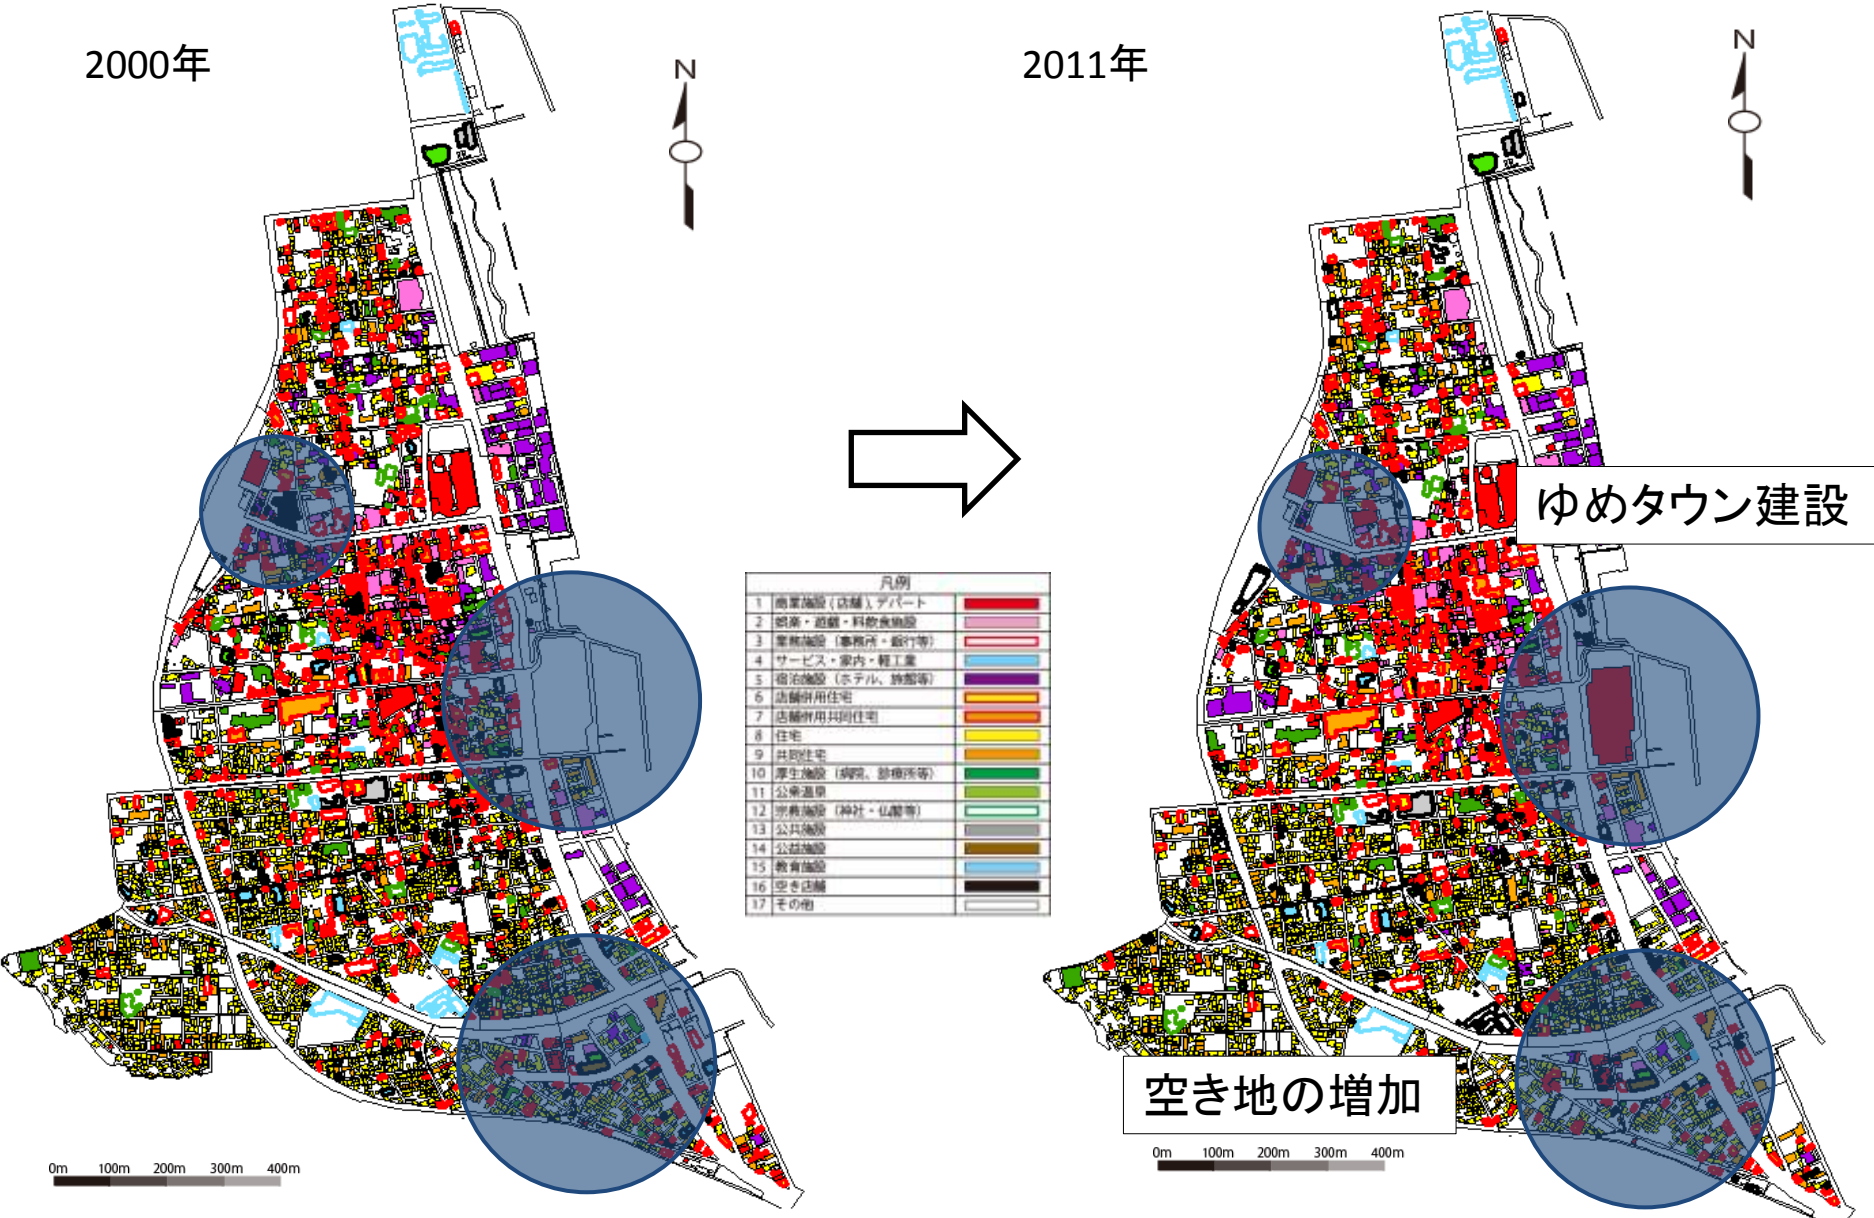 2000年
2011年
N
N
ゆめタウン建設
凡例
1 商業施設(店舗)、デパート
2 娯楽・遊戯・料飲食施設
3 業務施設(事務所・銀行等)
4 サービス・家内・軽工業
5 宿泊施設(ホテル、旅館等)
6 店舗併用住宅
7 店舗併用共同住宅
8 住宅
9 共同住宅
10 厚生施設(病院、診療所等)
11 公衆温泉
12 宗教施設(神社・仏閣等)
13 公共施設
14 公益施設
15 教育施設
16 空き店舗
17 その他
空き地の増加
0m 100m 200m 300m 400m
0m 100m 200m 300m 400m